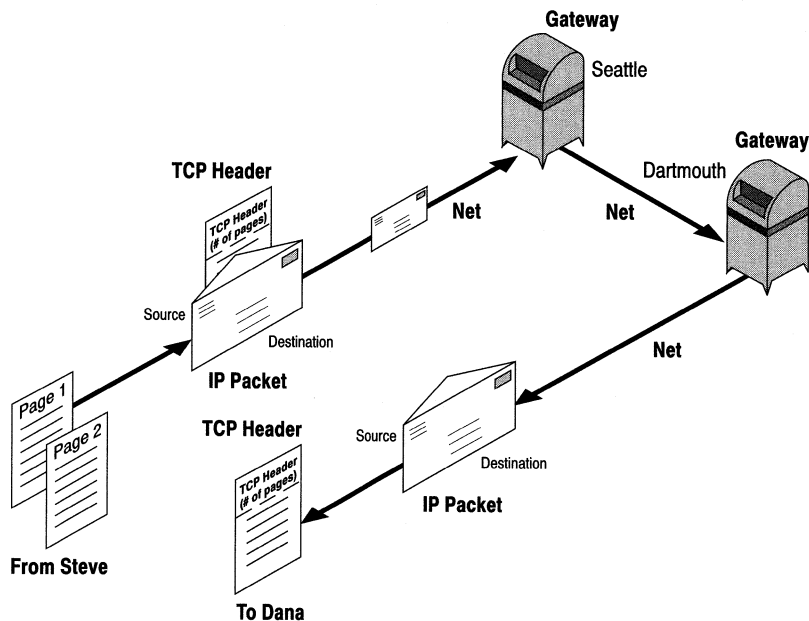 Gateway
Seattle
Gateway
Dartmouth
TCP Header
TCP Header
(# of pages)
Net
Net
Source
Destination
IP Packet
Net
Page 1
Page 2
From Steve
TCP Header
TCP Header
(# of pages)
To Dana
Source
Destination
IP Packet